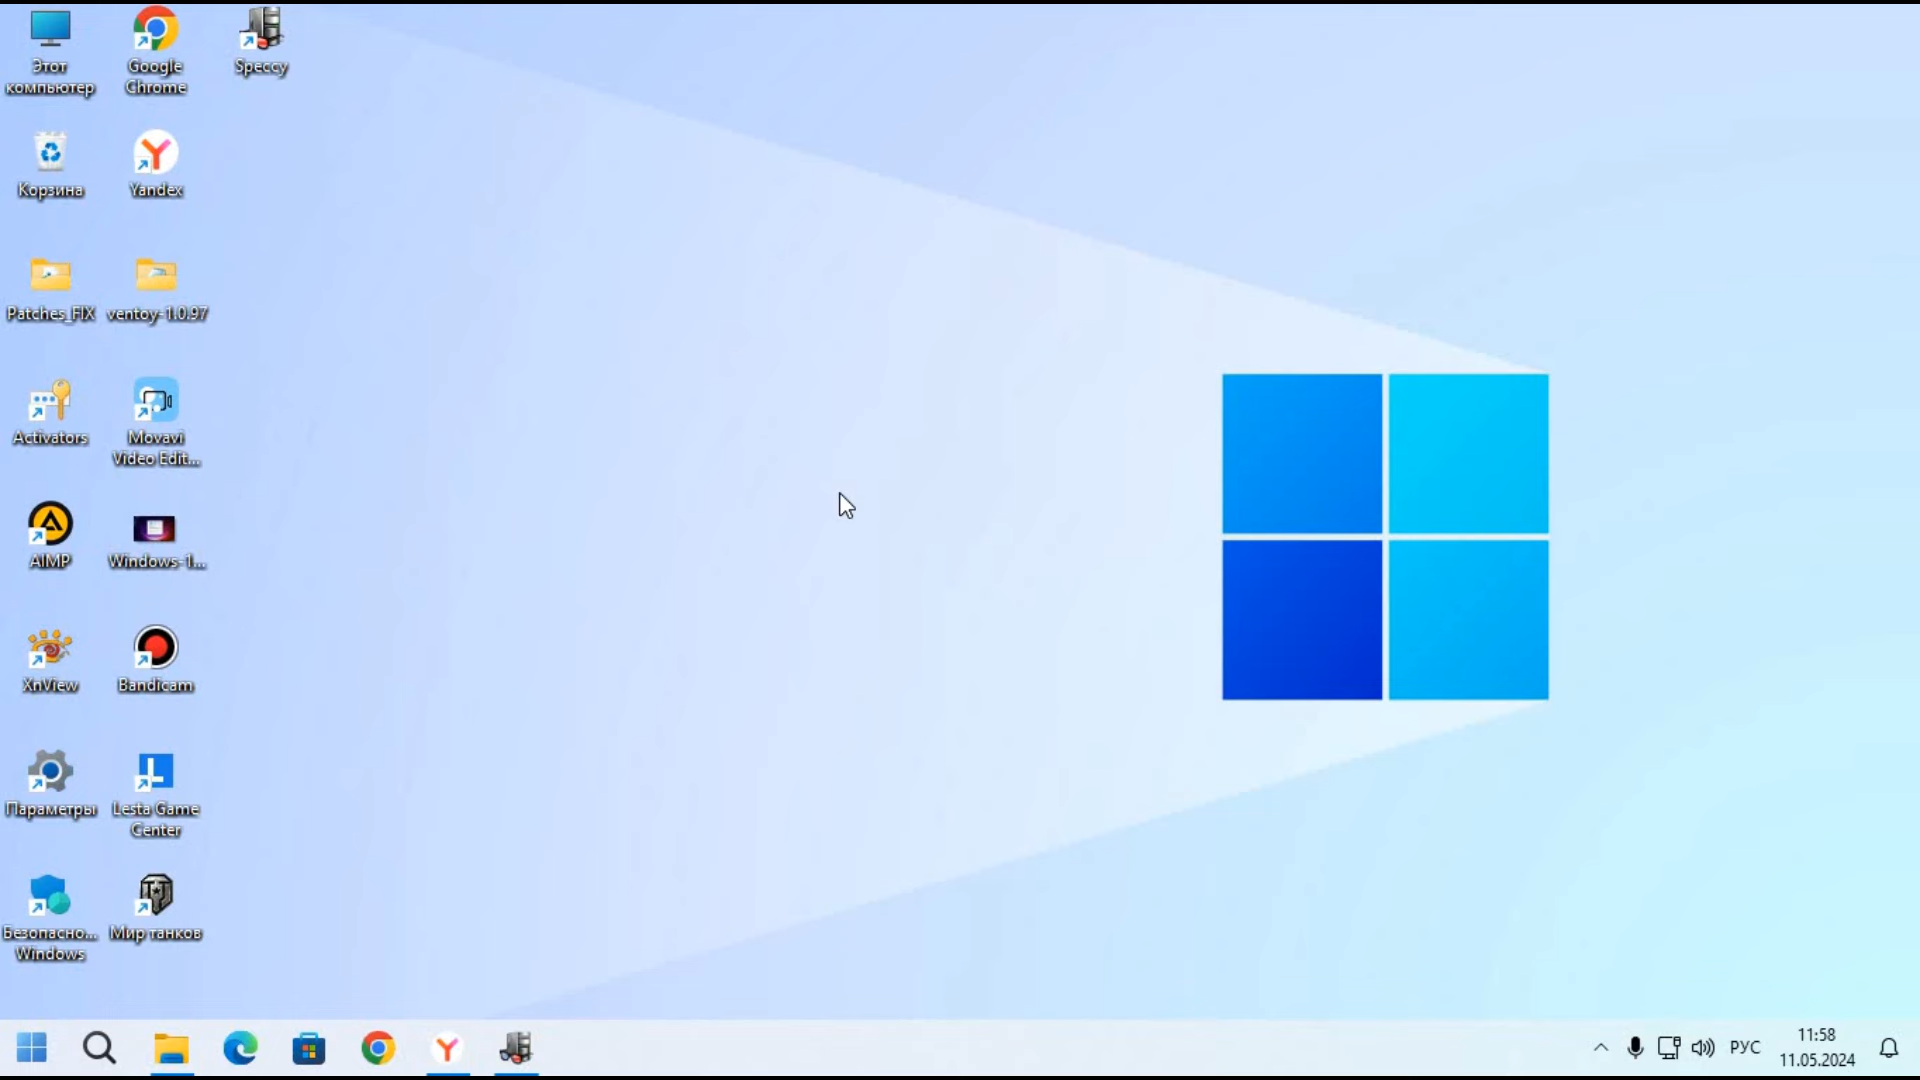 Этот
компьютер
Google
Chrome
Speccy
Корзина
Yandex
Patches_FIX
ventoy-1.0.97
Activators
Movavi
Video Edit...
AIMP
Windows-1...
XnView
Bandicam
Параметры
Lesta Game
Center
Безопасно...
Windows
Мир танков
РУС
11:58
11.05.2024